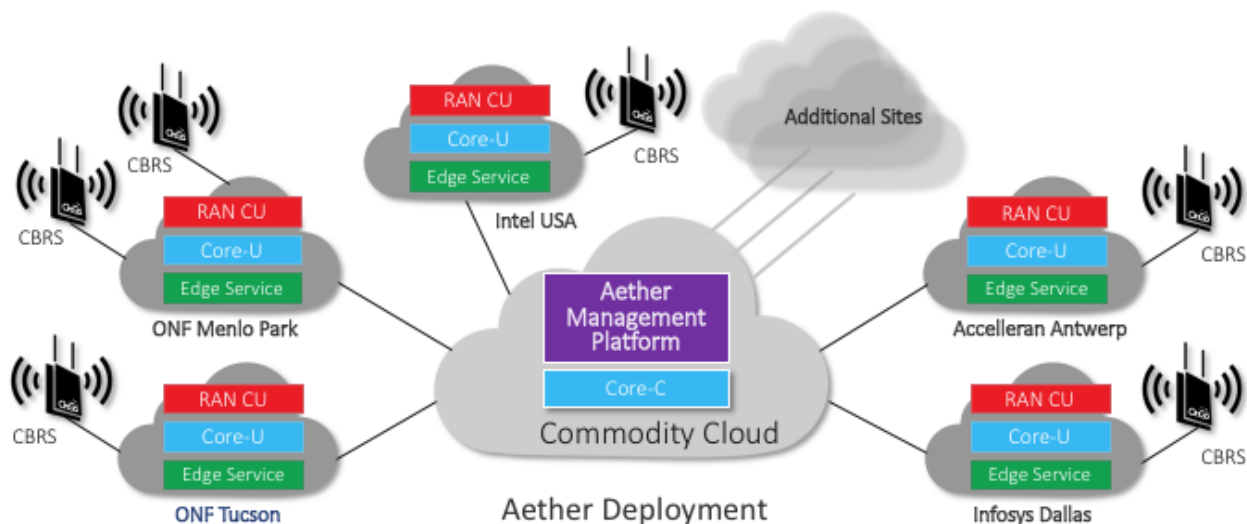 RAN CU
Core-U
Edge Service
Intel USA
CBRS
Additional Sites
CBRS
CBRS
RAN CU
Core-U
Edge Service
ONF Menlo Park
Aether
Management
Platform
Core-C
Commodity Cloud
RAN CU
Core-U
Edge Service
Accelleran Antwerp
CBRS
CBRS
RAN CU
Core-U
Edge Service
ONF Tucson
RAN CU
Core-U
Edge Service
Infosys Dallas
CBRS
Aether Deployment